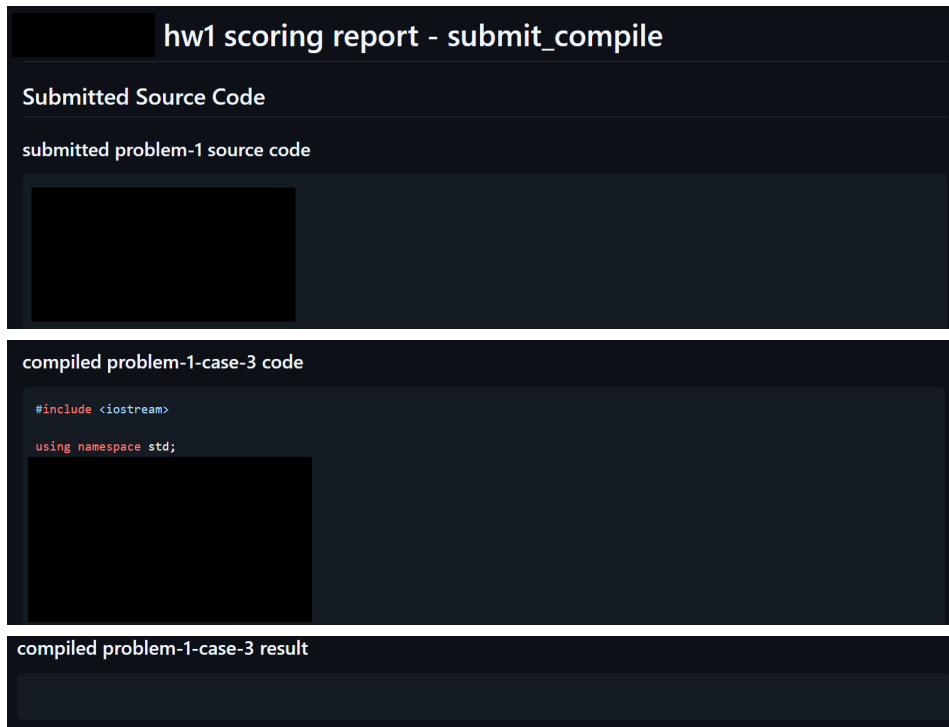 hw1 scoring report - submit_compile
Submitted Source Code
submitted problem-1 source code
compiled problem-1-case-3 code
#include <iostream>
using namespace std;
compiled problem-1-case-3 result